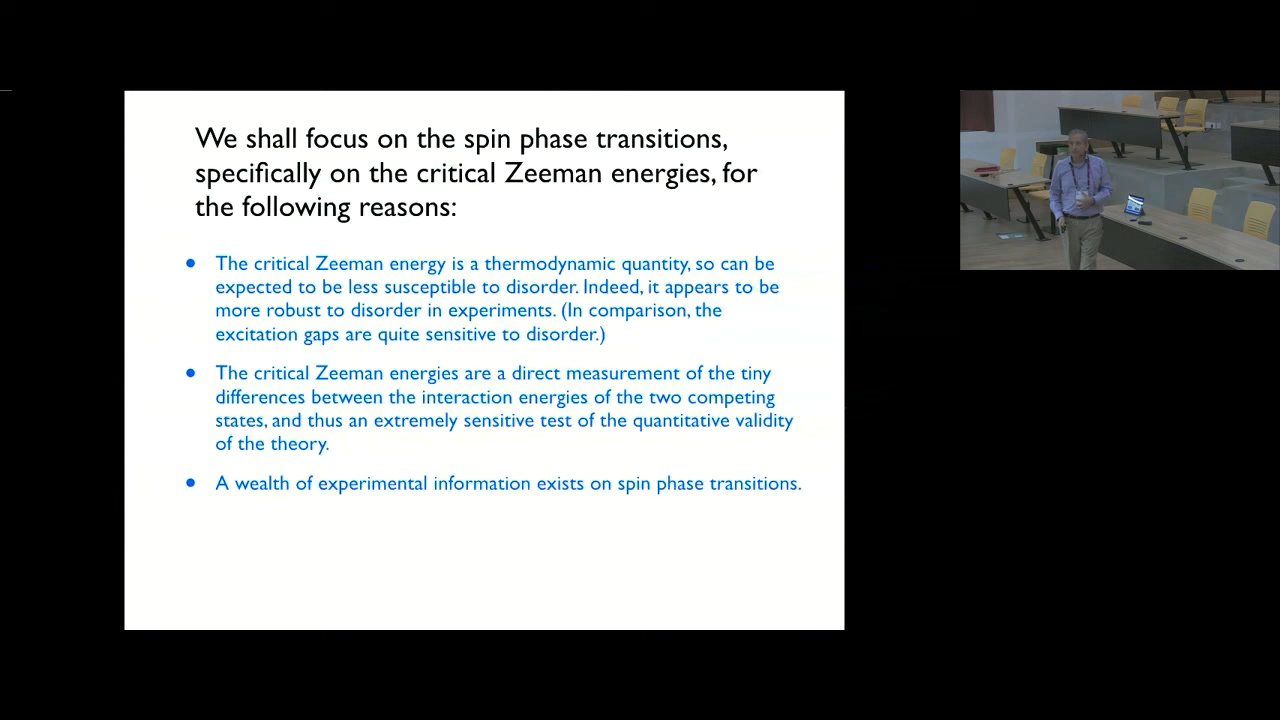 We shall focus on the spin phase transitions,
specifically on the critical Zeeman energies, for
the following reasons:
• The critical Zeeman energy is a thermodynamic quantity, so can be
expected to be less susceptible to disorder. Indeed, it appears to be
more robust to disorder in experiments. (In comparison, the
excitation gaps are quite sensitive to disorder.)
• The critical Zeeman energies are a direct measurement of the tiny
differences between the interaction energies of the two competing
states, and thus an extremely sensitive test of the quantitative validity
of the theory.
• A wealth of experimental information exists on spin phase transitions.